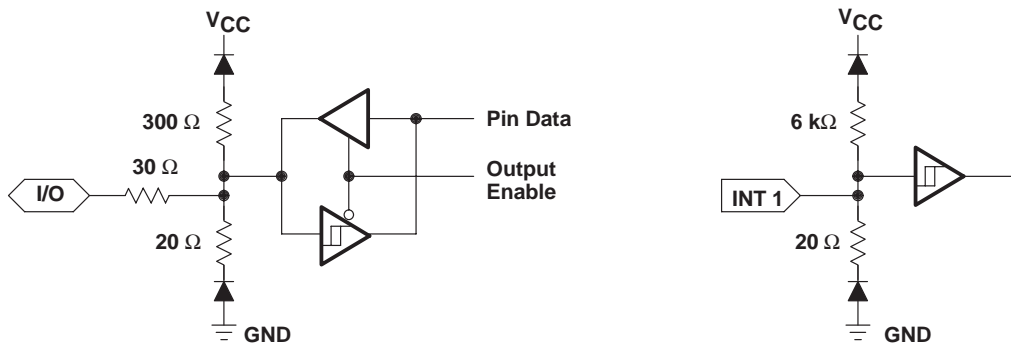 VCC
300 Ω
30 Ω
I/O
20 Ω
GND
Pin Data
Output
Enable
VCC
6 kΩ
INT 1
20 Ω
GND